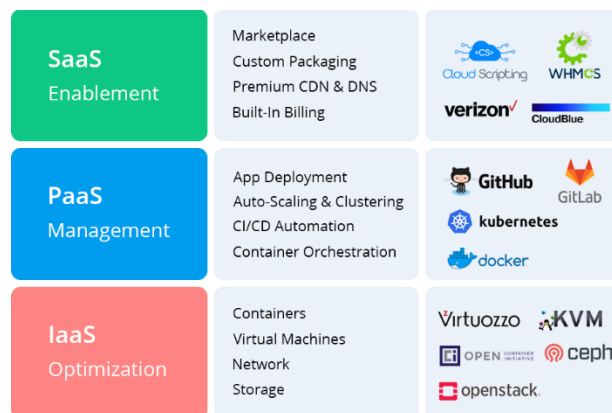 SaaS
Enablement
Marketplace
Custom Packaging
Premium CDN & DNS
Built-In Billing
<CS>
Cloud Scripting
WHMCS
verizon✓
CloudBlue
PaaS
Management
App Deployment
Auto-Scaling & Clustering
CI/CD Automation
Container Orchestration
GitHub
GitLab
kubernetes
docker
IaaS
Optimization
Containers
Virtual Machines
Network
Storage
Virtuozzo
KVM
OPEN CONTAINER INITIATIVE
ceph
openstack.